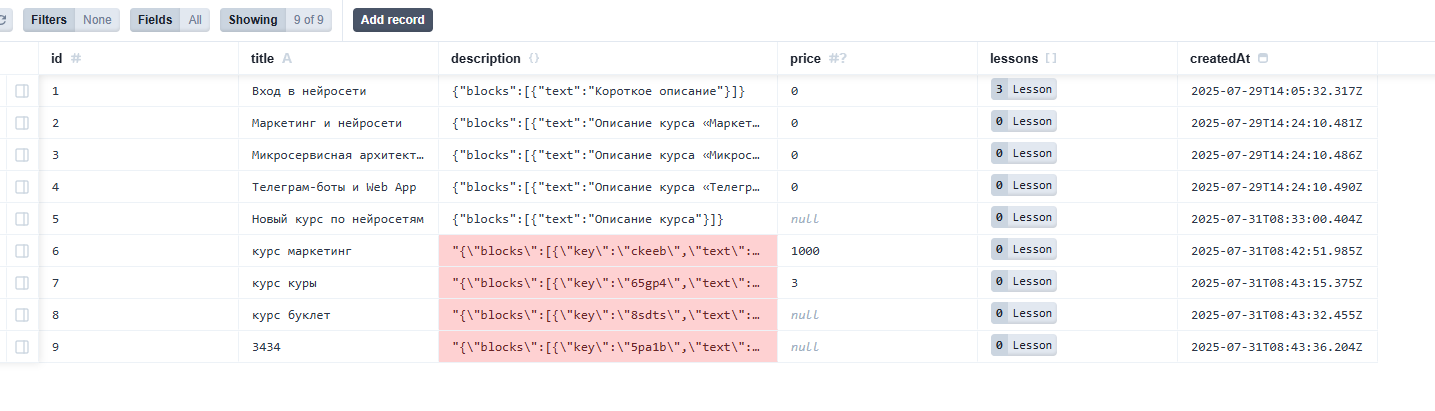 Filters None Fields All Showing 9 of 9 Add record
id # title A description {} price #? lessons [] createdAt
1 Вход в нейросети {"blocks":[{"text":"Короткое описание"}]} 0 3 Lesson 2025-07-29T14:05:32.317Z
2 Маркетинг и нейросети {"blocks":[{"text":"Описание курса «Маркет… 0 0 Lesson 2025-07-29T14:24:10.481Z
3 Микросервисная архитект… {"blocks":[{"text":"Описание курса «Микрос… 0 0 Lesson 2025-07-29T14:24:10.486Z
4 Телеграм-боты и Web App {"blocks":[{"text":"Описание курса «Телегр… 0 0 Lesson 2025-07-29T14:24:10.490Z
5 Новый курс по нейросетям {"blocks":[{"text":"Описание курса"}]} null 0 Lesson 2025-07-31T08:33:00.404Z
6 курс маркетинг "{\"blocks\":[{\"key\":\"ckeeb\",\"text\":… 1000 0 Lesson 2025-07-31T08:42:51.985Z
7 курс куры "{\"blocks\":[{\"key\":\"65gp4\",\"text\":… 3 0 Lesson 2025-07-31T08:43:15.375Z
8 курс буклет "{\"blocks\":[{\"key\":\"8sdts\",\"text\":… null 0 Lesson 2025-07-31T08:43:32.455Z
9 3434 "{\"blocks\":[{\"key\":\"5pa1b\",\"text\":… null 0 Lesson 2025-07-31T08:43:36.204Z